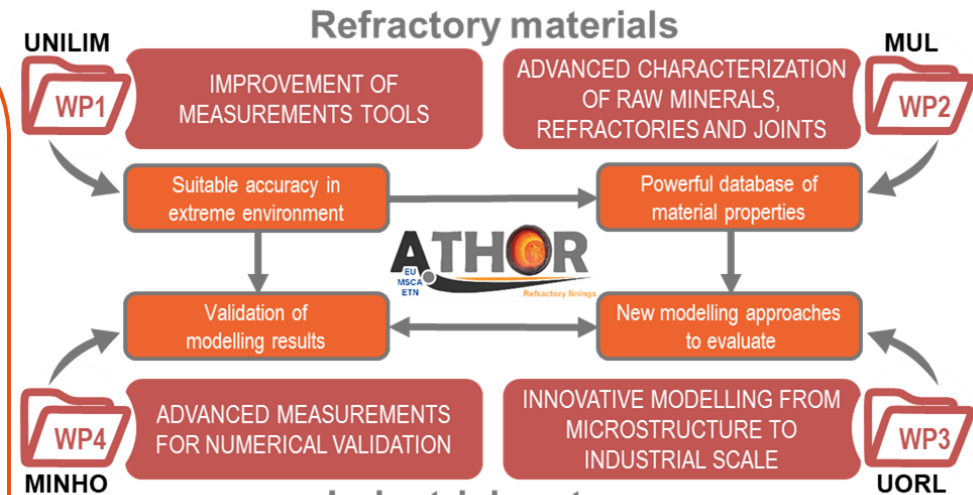 Refractory materials
UNILIM
MUL
WP1
IMPROVEMENT OF
MEASUREMENTS TOOLS
ADVANCED CHARACTERIZATION
OF RAW MINERALS,
REFRACTORIES AND JOINTS
WP2
Suitable accuracy in
extreme environment
Powerful database of
material properties
ATHOR
EU
MSCA
ETN
Refractory linings
Validation of
modelling results
New modelling approaches
to evaluate
WP4
ADVANCED MEASUREMENTS
FOR NUMERICAL VALIDATION
INNOVATIVE MODELLING FROM
MICROSTRUCTURE TO
INDUSTRIAL SCALE
WP3
MINHO
UORL